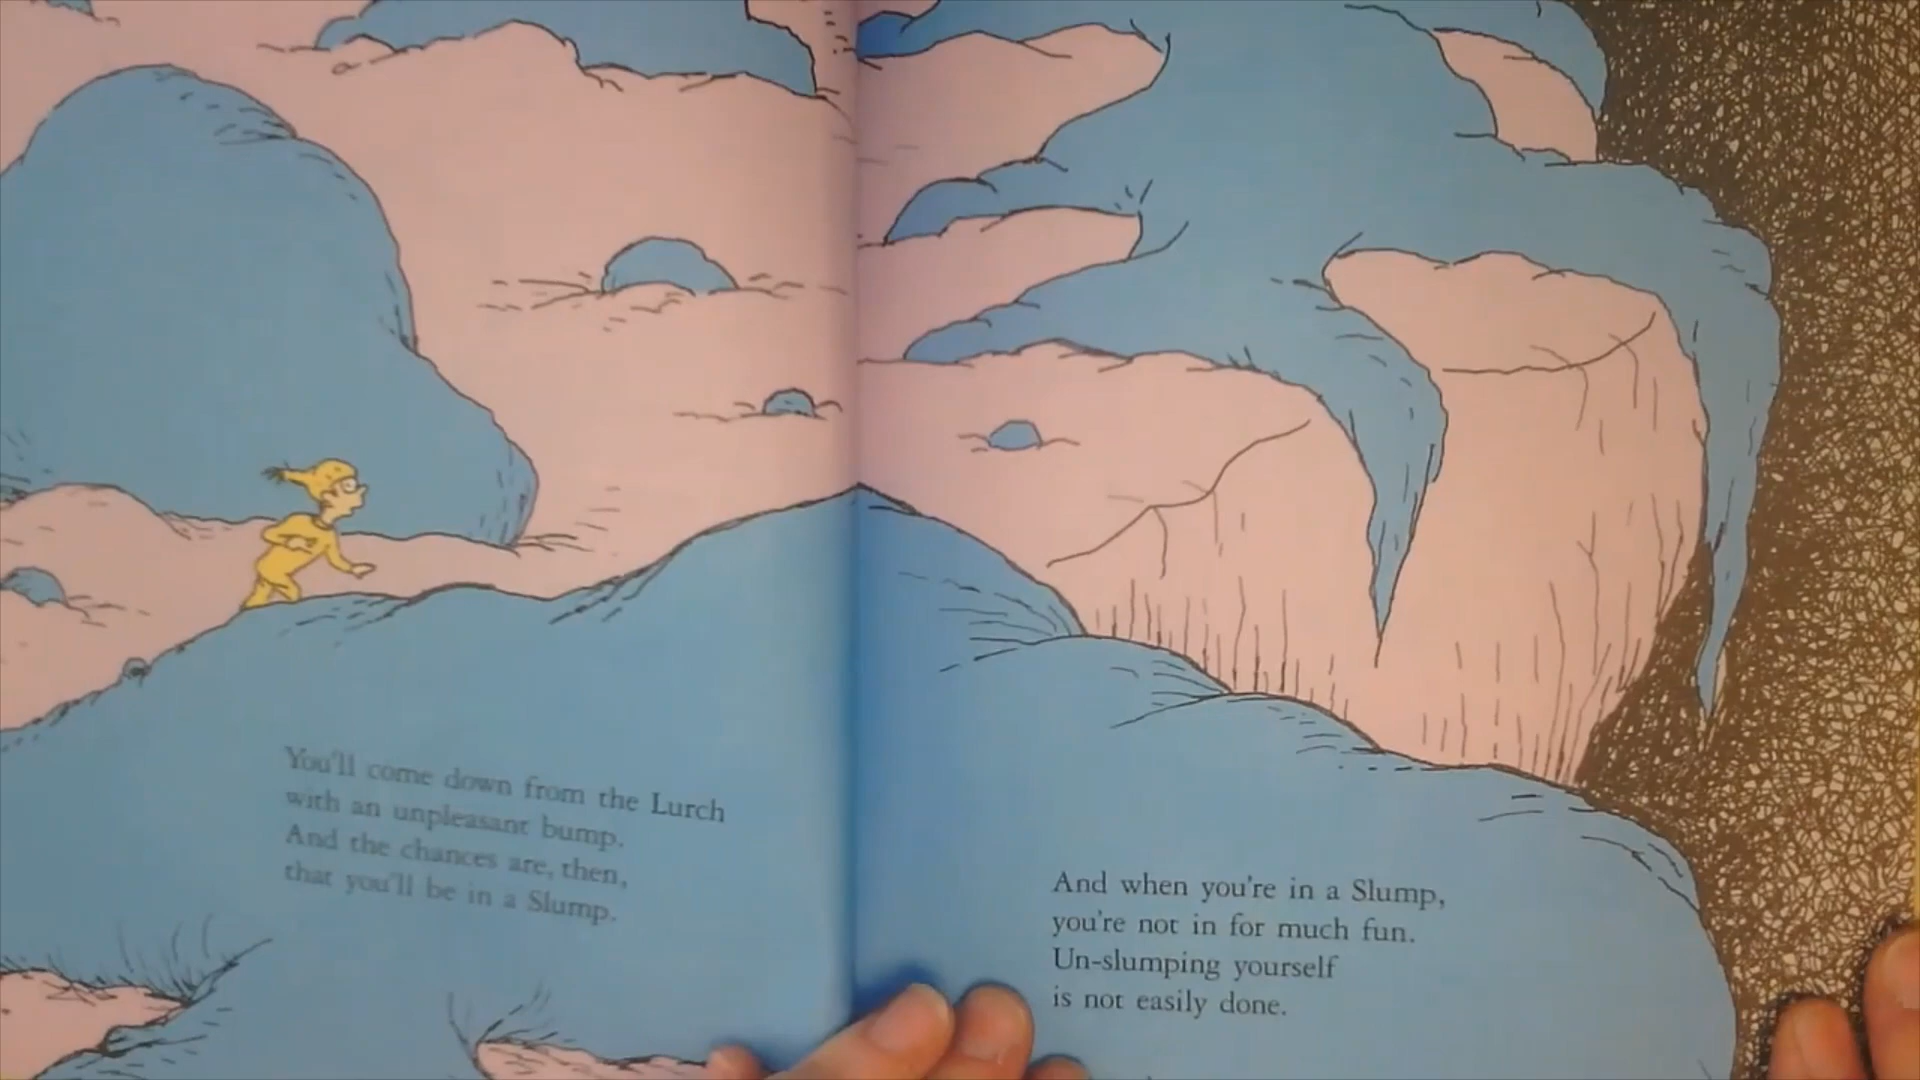 You'll come down from the Lurch
with an unpleasant bump.
And the chances are, then,
that you'll be in a Slump.
And when you're in a Slump,
you're not in for much fun.
Un-slumping yourself
is not easily done.